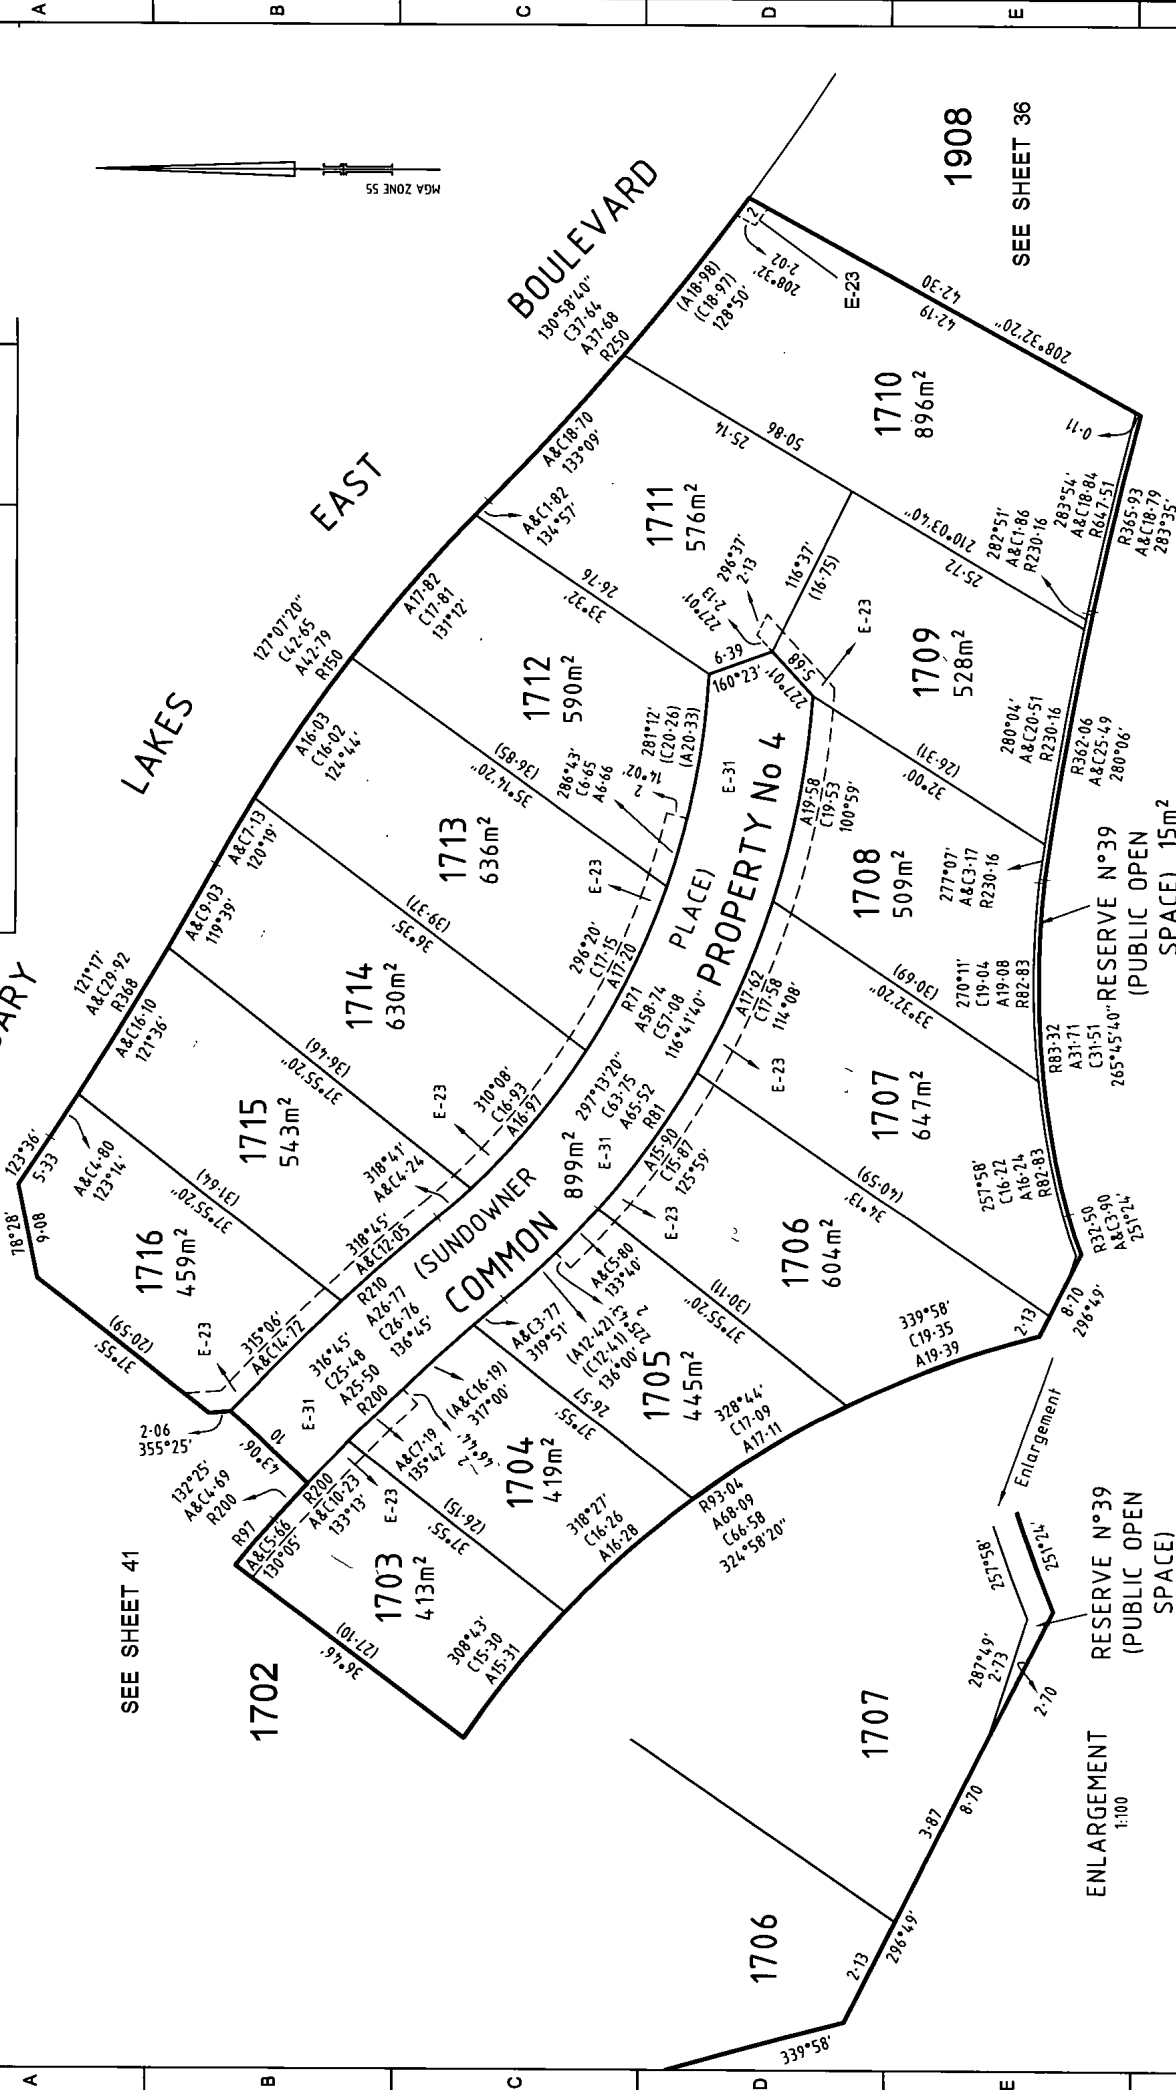 A
B
C
D
E
MGA ZONE 55
1908
SEE SHEET 36
LAKES
EAST
BOULEVARD
130°58'40"
C37·64
A37·68
R250
(A18·98)
(C18·97)
128°50'
208°32'
2·02
2
E-23
42·30
42·19
208°32'20"
1710
896m²
0·11
283°54'
A&C18·84
R647·51
R365·93
A&C18·79
283°35'
A&C18·70
133°09'
25·14
50·86
1711
576m²
210°03'40"
25·72
282°51'
A&C1·86
R230·16
A&C1·82
134°57'
26·76
33°32'
296°37'
2·13
227°01'
2·13
116°37'
(16·75)
E-23
6·39
160°23'
5·68
227°01'
1709
528m²
280°04'
A&C20·51
R230·16
R362·06
A&C25·49
280°06'
127°07'20"
C42·65
A42·79
R150
A17·82
C17·81
131°12'
1712
590m²
281°12'
(C20·26)
(A20·33)
E-31
(26·31)
32°00'
A16·03
C16·02
124°44'
(36·85)
35°14'20"
286°43'
C6·65
A6·66
2
14°02'
A19·58
C19·53
100°59'
1708
509m²
277°07'
A&C3·17
R230·16
RESERVE N°39
(PUBLIC OPEN
SPACE) 15m²
A&C7·13
120°19'
1713
636m²
E-23
PLACE)
PROPERTY No 4
(30·69)
33°32'20"
270°11'
C19·04
A19·08
R82·83
A&C9·03
119°39'
(39·37)
36°35'
296°20'
C17·15
A17·20
R71
A58·74
C57·08
116°41'40"
A17·62
C17·58
114°08'
E-23
R83·32
A31·71
C31·51
265°45'40"
121°17'
A&C29·92
R368
A&C16·10
121°36'
1714
630m²
(36·46)
37°55'20"
E-23
310°08'
C16·93
A16·97
297°13'20"
C63·75
A65·52
R81
1707
647m²
123°36'
5·33
A&C4·80
123°14'
1715
543m²
318°41'
A&C4·24
899m²
E-31
A15·90
C15·87
125°59'
E-23
(40·59)
34°13'
257°58'
C16·22
A16·24
R82·83
R32·50
A&C3·90
251°24'
78°28'
9·08
(31·64)
37°55'20"
318°45'
A&C12·05
(SUNDOWNER
COMMON
A&C5·80
133°40'
1706
604m²
8·70
296°49'
2·13
1716
459m²
(20·59)
37°55'
E-23
315°06'
A&C14·72
R210
A26·77
C26·76
136°45'
(A12·42)
(C12·41)
136°00'
2
(30·11)
37°55'20"
339°58'
C19·35
A19·39
2·06
355°25'
43°06'
10
E-31
316°45'
C25·48
A25·50
R200
A&C3·77
319°51'
1705
445m²
26·57
37°55'
328°44'
C17·09
A17·11
Enlargement
132°25'
A&C4·69
R200
R97
A&C5·66
130°05'
R200
A&C10·23
133°13'
E-23
A&C7·19
135°42'
(A&C16·19)
317°00'
2
46°44'
1704
419m²
(26·15)
37°55'
318°27'
C16·26
A16·28
R93·04
A68·09
C66·58
324°58'20"
SEE SHEET 41
1702
1703
413m²
36°46'
(27·10)
308°43'
C15·30
A15·31
257°58'
251°24'
RESERVE N°39
(PUBLIC OPEN
SPACE)
287°49'
2·73
2·70
1707
3·87
8·70
ENLARGEMENT
1:100
1706
2·13
296°49'
339°58'
A
B
C
D
E